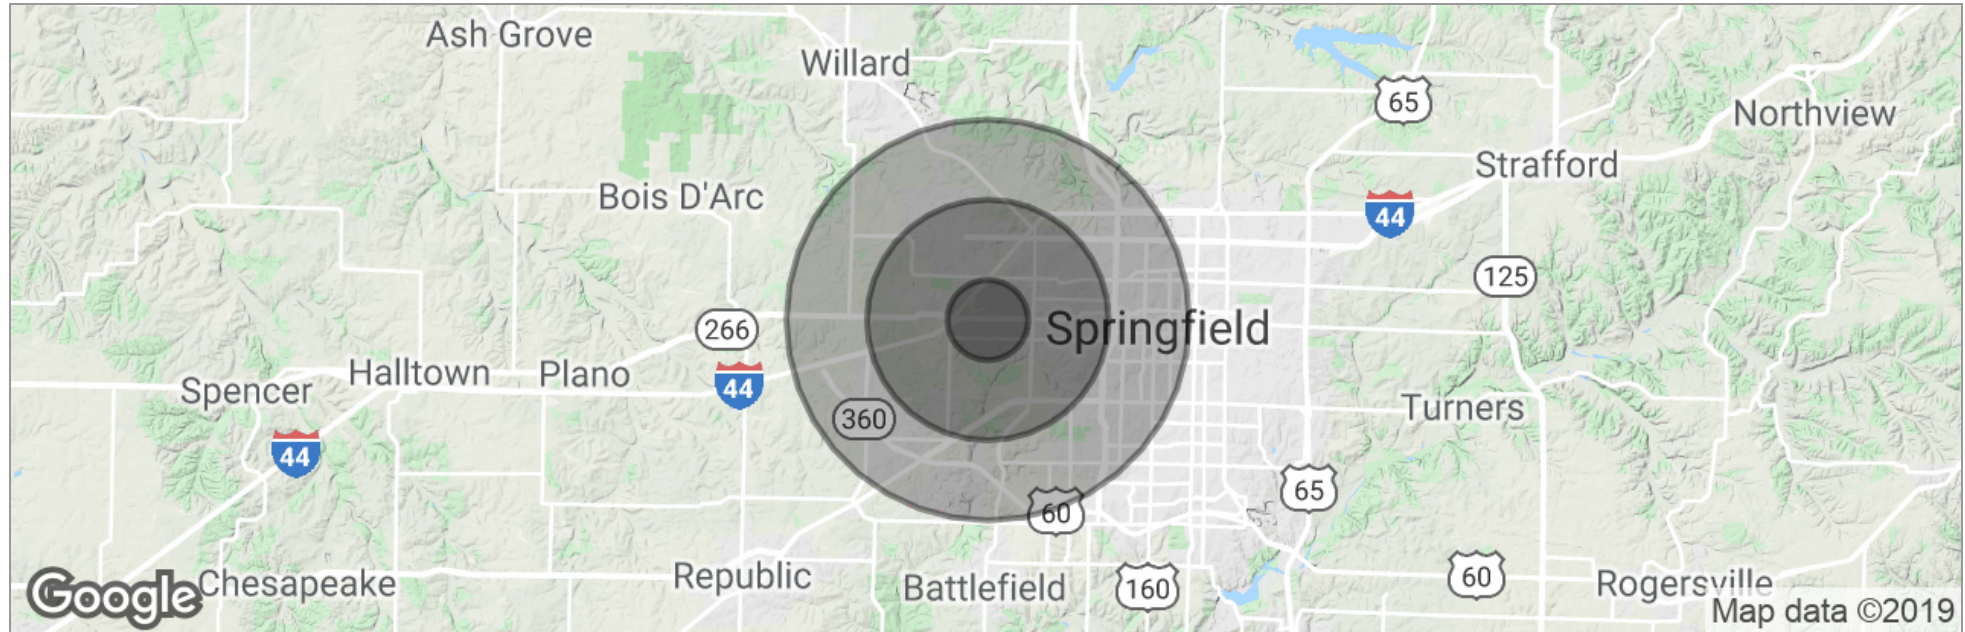 Ash Grove
Willard
65
Northview
Strafford
Bois D'Arc
44
125
266
Springfield
Halltown
Plano
44
Spencer
360
Turners
44
65
60
Republic
Battlefield
160
60
Rogersville
Google
Chesapeake
Map data ©2019